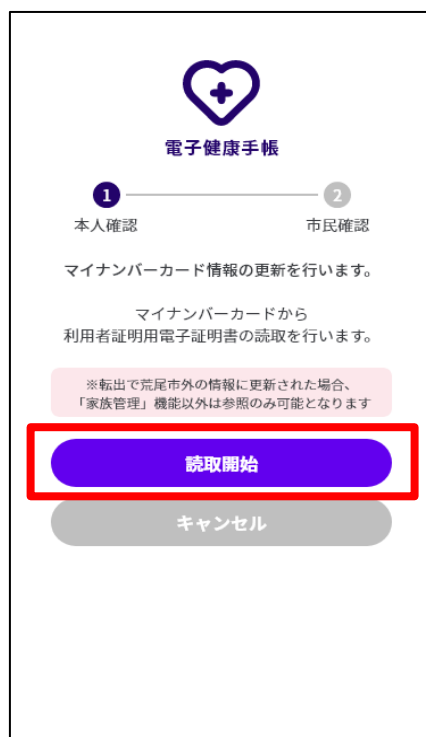 電子健康手帳
1
2
本人確認
市民確認
マイナンバーカード情報の更新を行います。
マイナンバーカードから
利用者証明用電子証明書の読取を行います。
※転出で荒尾市外の情報に更新された場合、
「家族管理」機能以外は参照のみ可能となります
読取開始
キャンセル